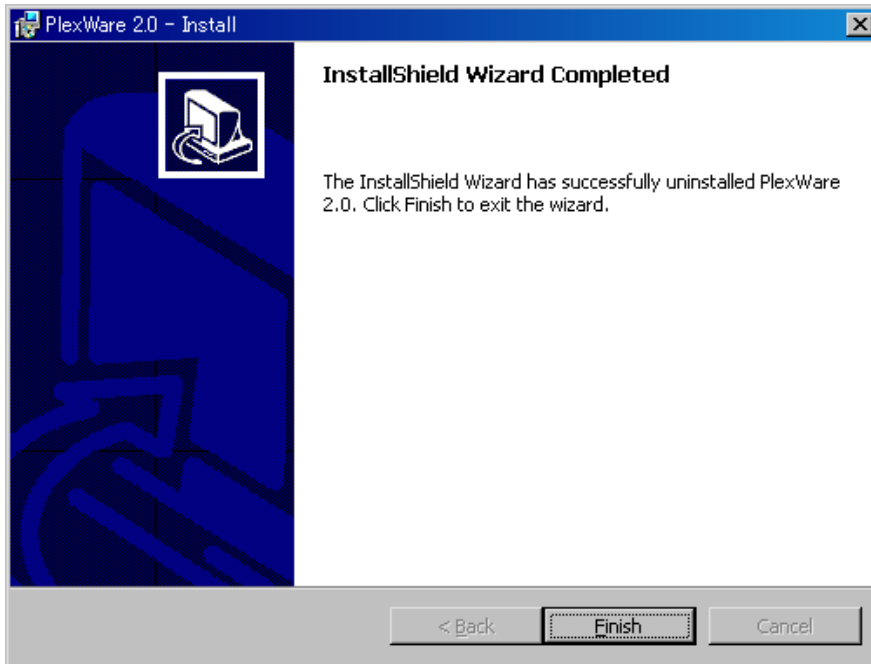 PlexWare 2.0 - Install
InstallShield Wizard Completed
The InstallShield Wizard has successfully uninstalled PlexWare
2.0. Click Finish to exit the wizard.
< Back Finish Cancel